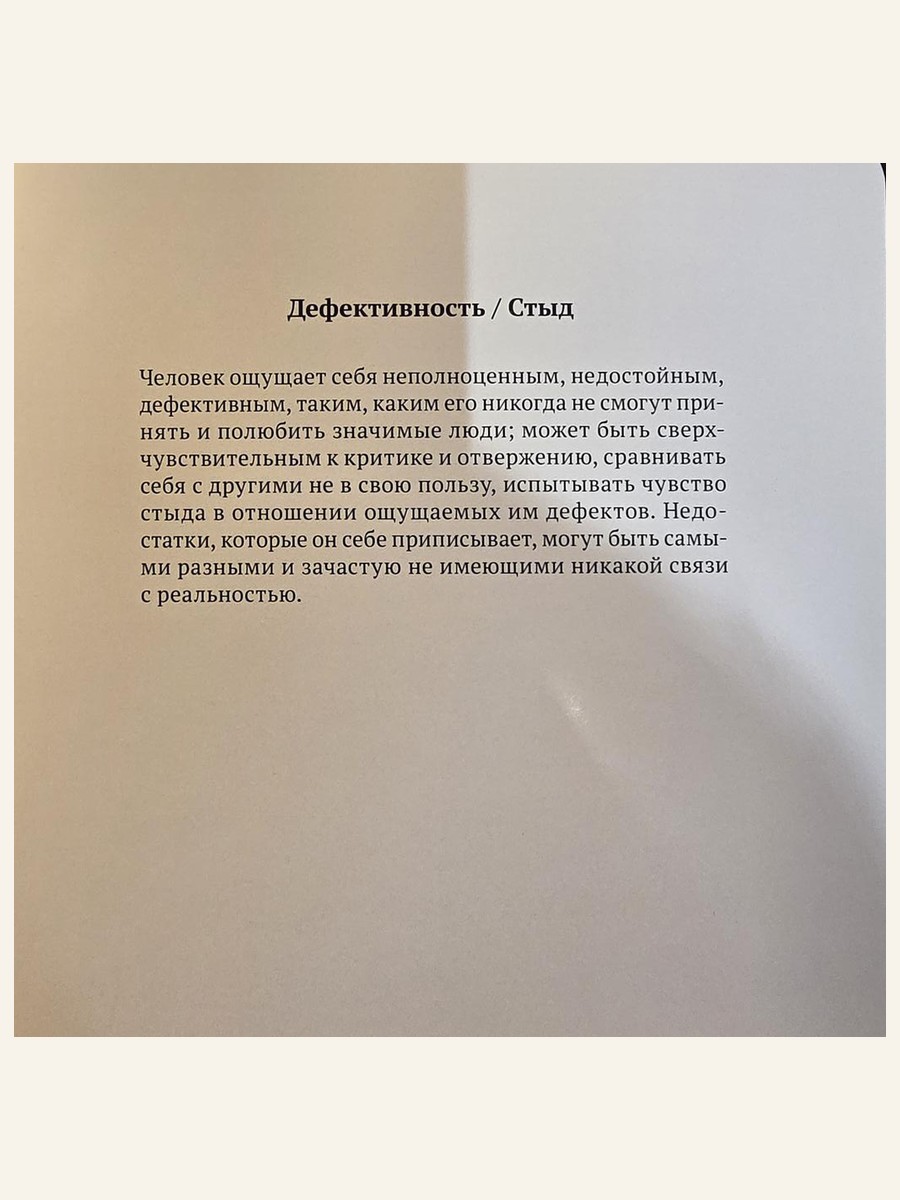 Дефективность / Стыд
Человек ощущает себя неполноценным, недостойным,
дефективным, таким, каким его никогда не смогут при-
нять и полюбить значимые люди; может быть сверх-
чувствительным к критике и отвержению, сравнивать
себя с другими не в свою пользу, испытывать чувство
стыда в отношении ощущаемых им дефектов. Недо-
статки, которые он себе приписывает, могут быть самы-
ми разными и зачастую не имеющими никакой связи
с реальностью.